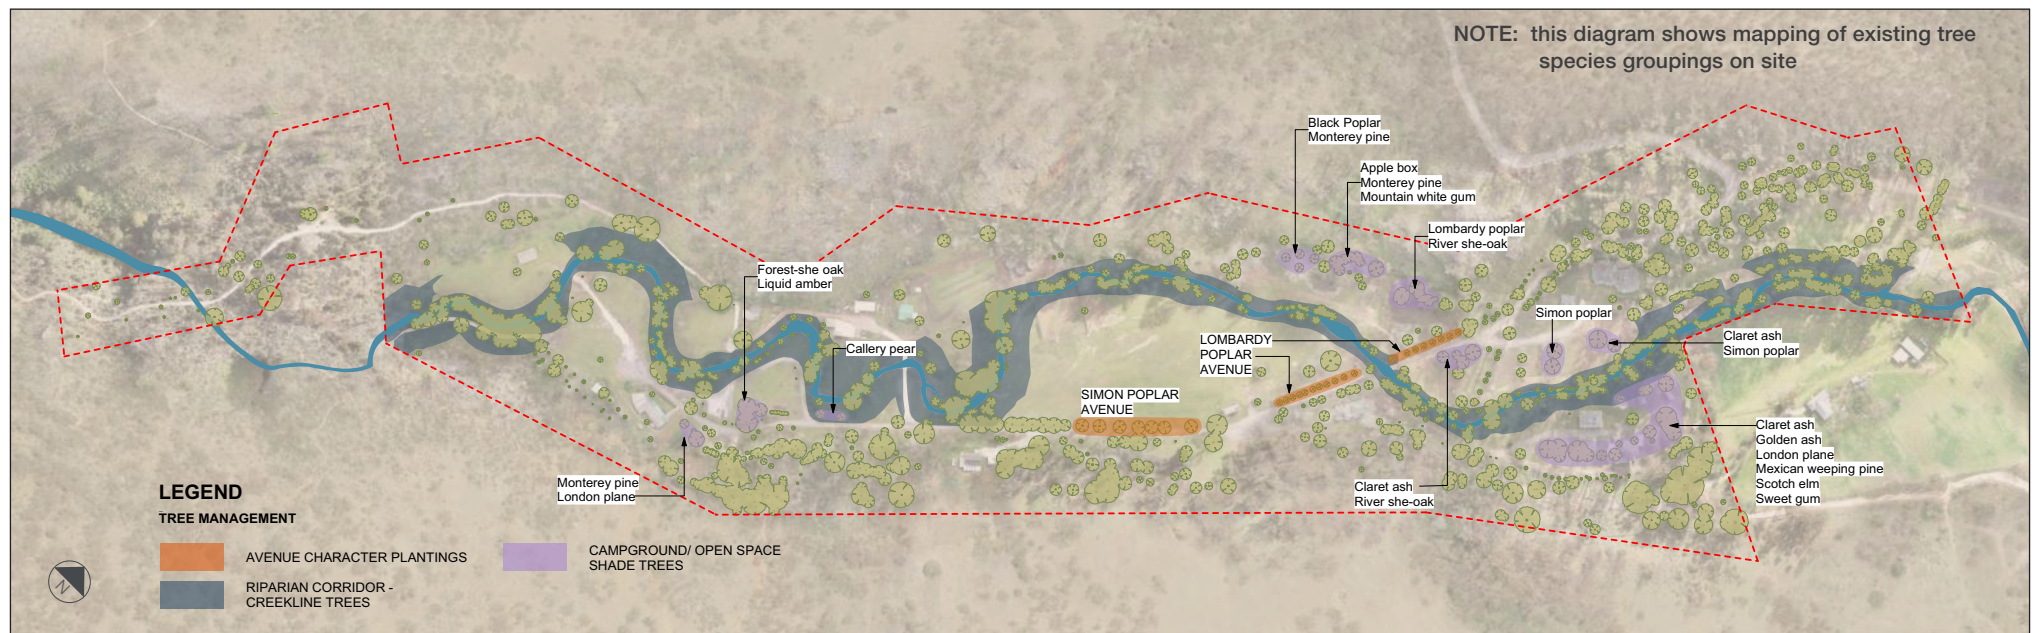 NOTE: this diagram shows mapping of existing tree
species groupings on site
Black Poplar
Monterey pine
Apple box
Monterey pine
Mountain white gum
Lombardy poplar
River she-oak
Forest-she oak
Liquid amber
Simon poplar
Claret ash
Simon poplar
Callery pear
LOMBARDY
POPLAR
AVENUE
SIMON POPLAR
AVENUE
Claret ash
Golden ash
London plane
Mexican weeping pine
Scotch elm
Sweet gum
Monterey pine
London plane
Claret ash
River she-oak
LEGEND
TREE MANAGEMENT
AVENUE CHARACTER PLANTINGS
RIPARIAN CORRIDOR -
CREEKLINE TREES
CAMPGROUND/ OPEN SPACE
SHADE TREES
N